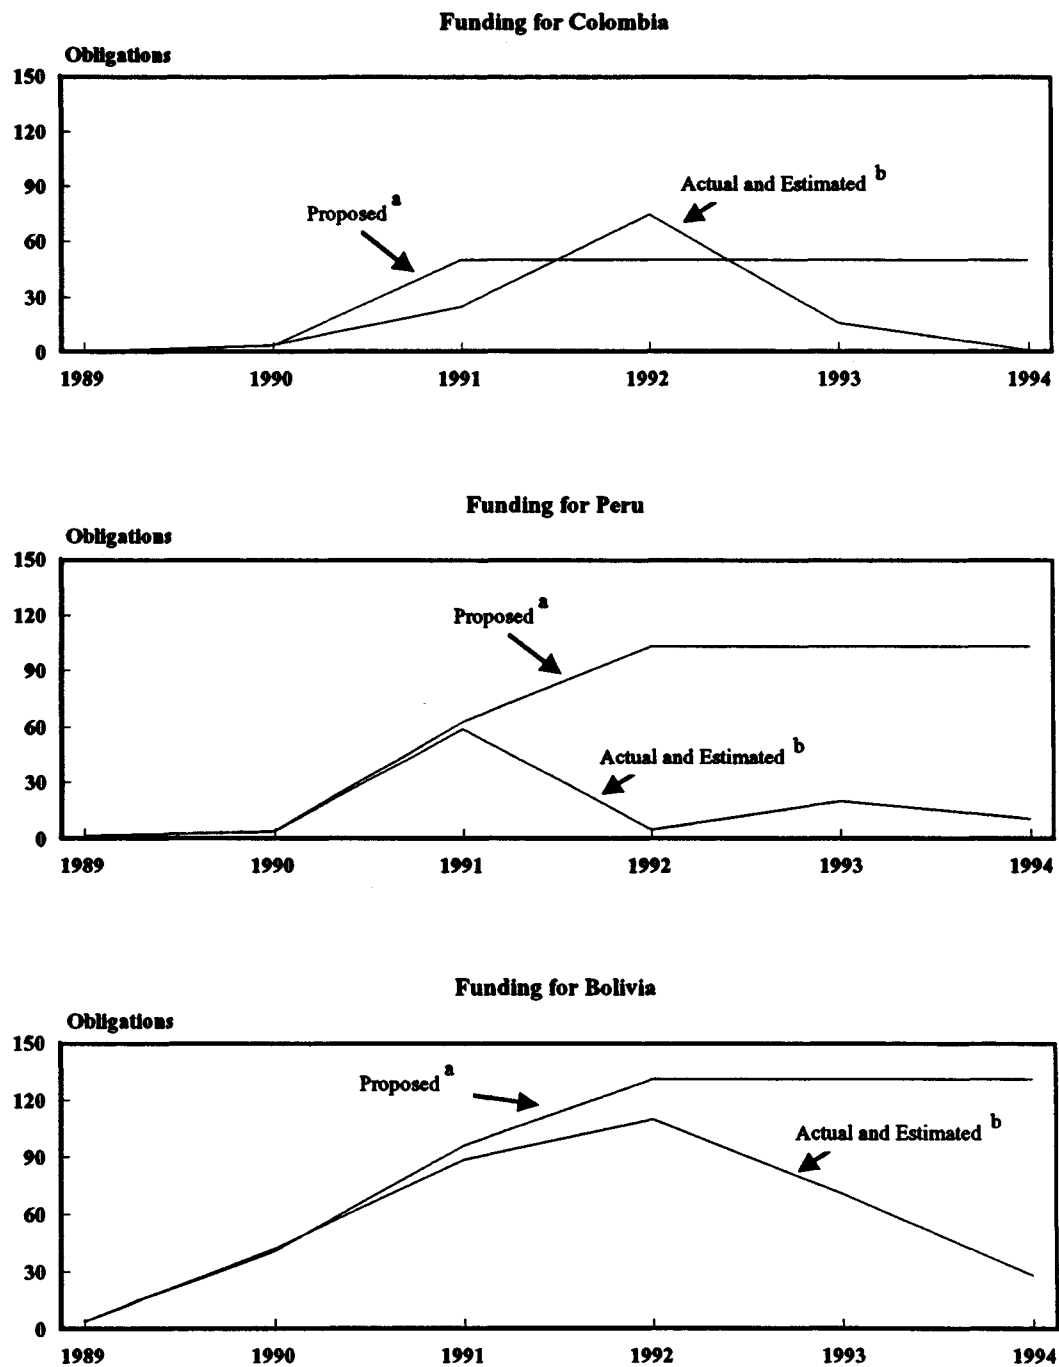 Funding for Colombia
Obligations
150
120
90
60
30
0
Proposed a
Actual and Estimated b
1989 1990 1991 1992 1993 1994
Funding for Peru
Obligations
150
120
90
60
30
0
Proposed a
Actual and Estimated b
1989 1990 1991 1992 1993 1994
Funding for Bolivia
Obligations
150
120
90
60
30
0
Proposed a
Actual and Estimated b
1989 1990 1991 1992 1993 1994